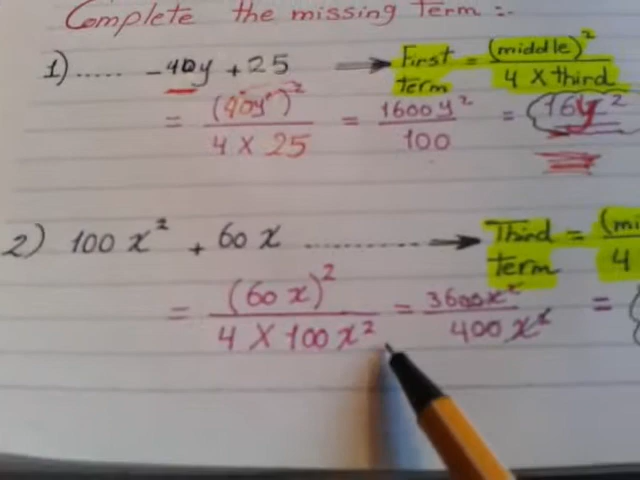 Complete the missing term :-
1) ..... -40y + 25 ⟹ First term = (middle)² / 4 X third
= (40y)² / 4 X 25 = 1600y² / 100 = 16y²
2) 100x² + 60x .............. → Third term = 4
= (60x)² / 4 X 100x² = 3600x² / 400x² =